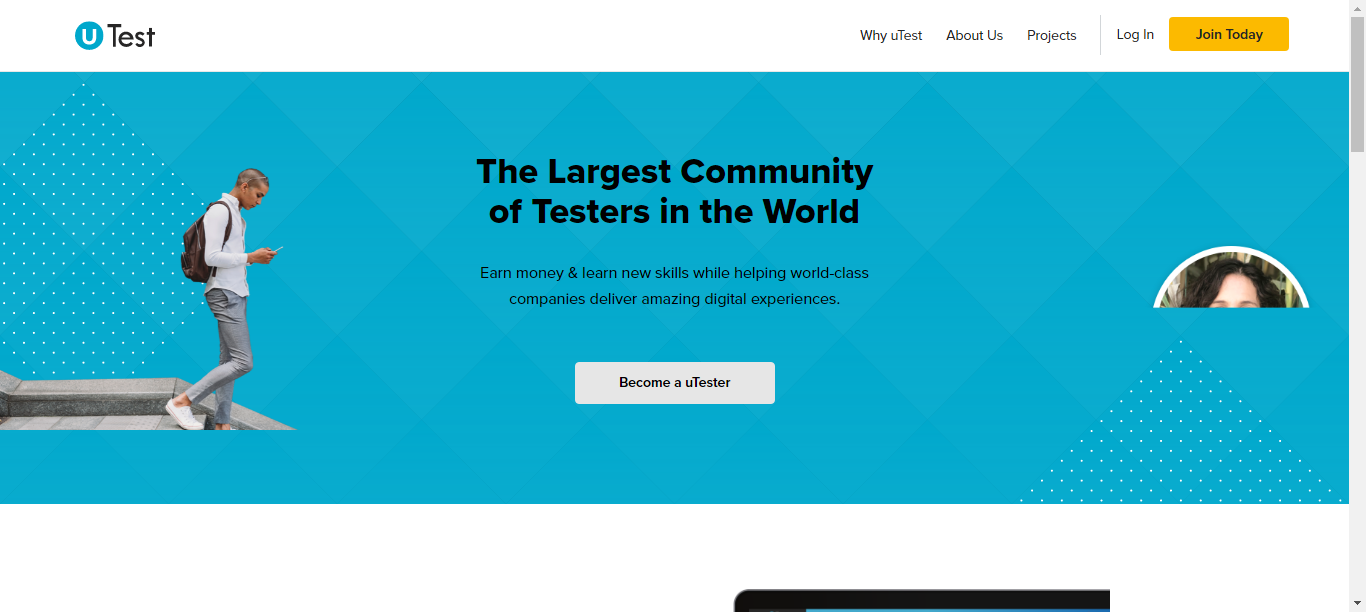 uTest
Why uTest
About Us
Projects
Log In
Join Today
The Largest Community
of Testers in the World
Earn money & learn new skills while helping world-class
companies deliver amazing digital experiences.
Become a uTester